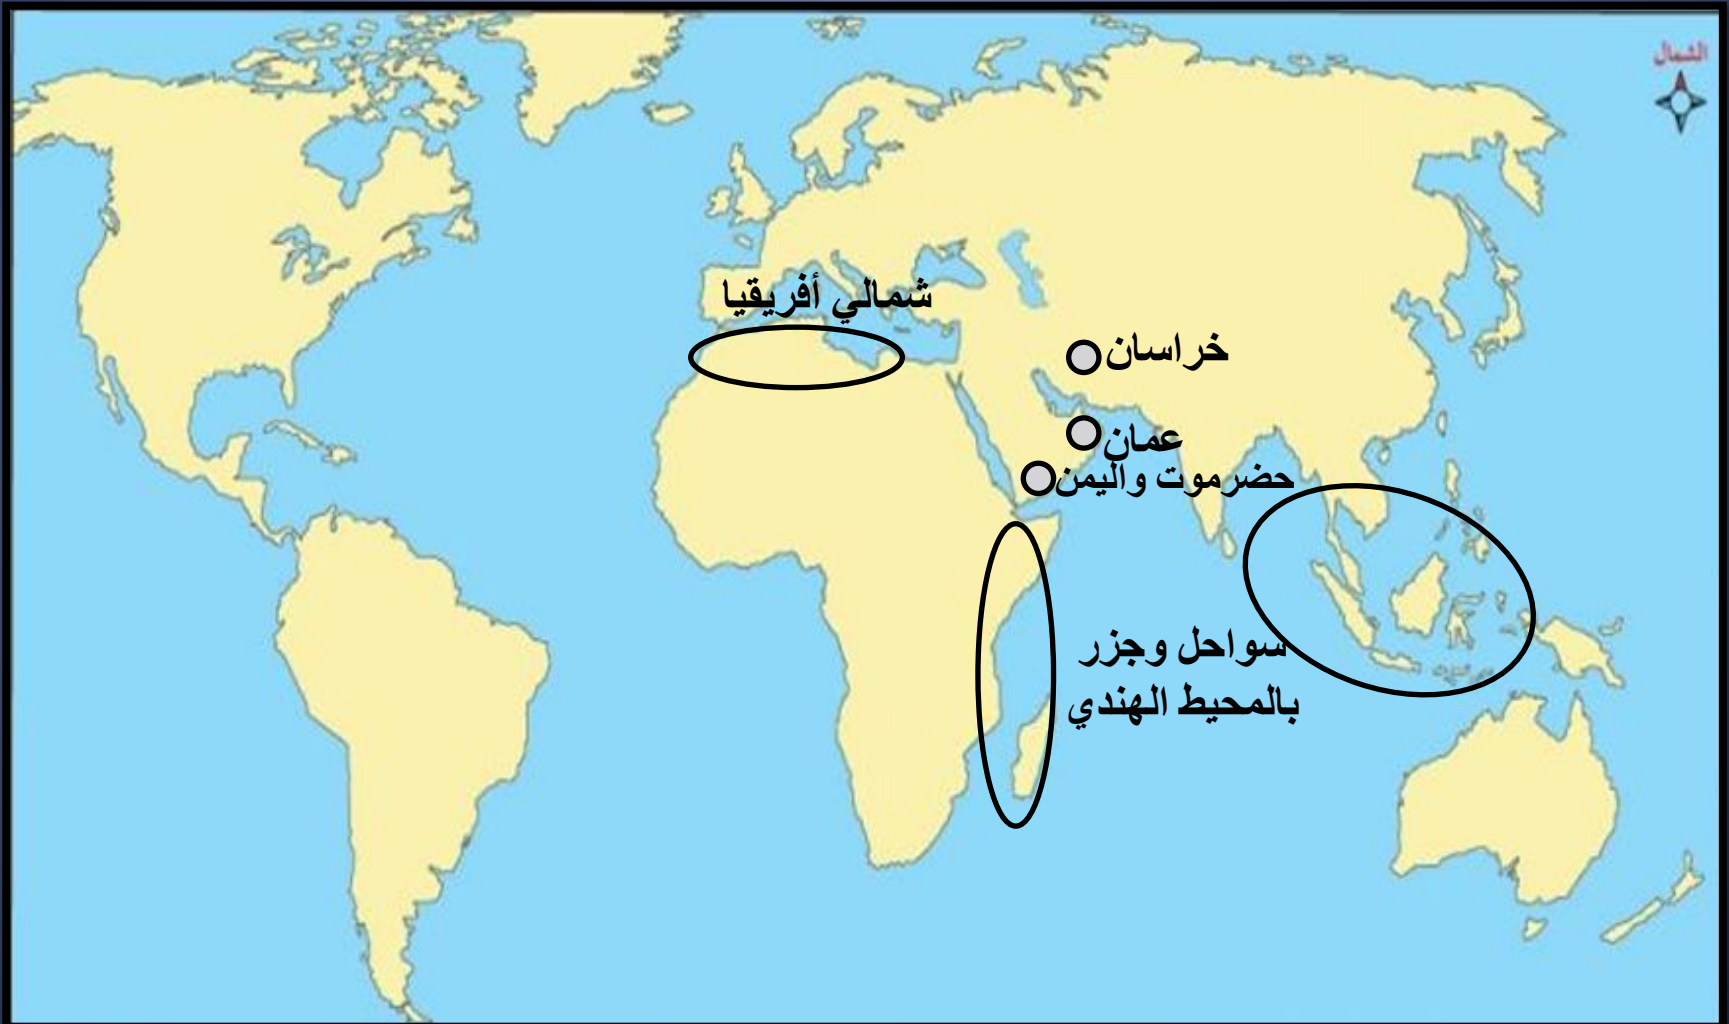 الشمال
شمالي أفريقيا
خراسان
عمان
حضرموت واليمن
سواحل وجزر
بالمحيط الهندي